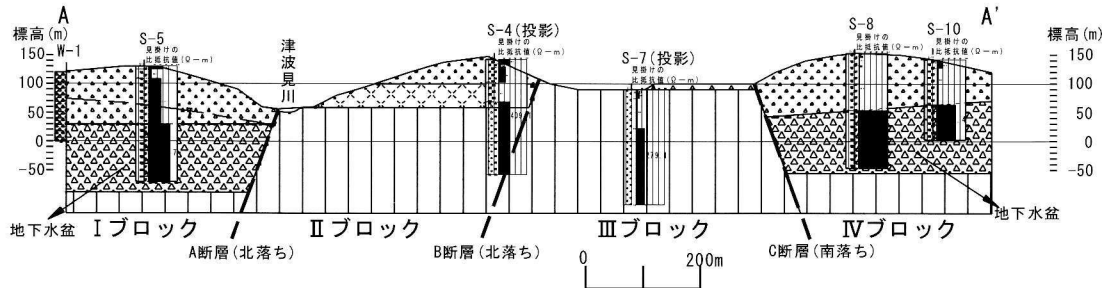 A
A'
標高(m)
標高(m)
W-1
S-5
見掛けの
比抵抗値(Ω-m)
津波見川
S-4(投影)
見掛けの
比抵抗値(Ω-m)
S-7(投影)
見掛けの
比抵抗値(Ω-m)
S-8
見掛けの
比抵抗値(Ω-m)
S-10
見掛けの
比抵抗値(Ω-m)
150
100
50
0
-50
150
100
50
0
-50
279.1
地下水盆
Ⅰブロック
Ⅱブロック
Ⅲブロック
Ⅳブロック
地下水盆
A断層(北落ち)
B断層(北落ち)
C断層(南落ち)
0
200m